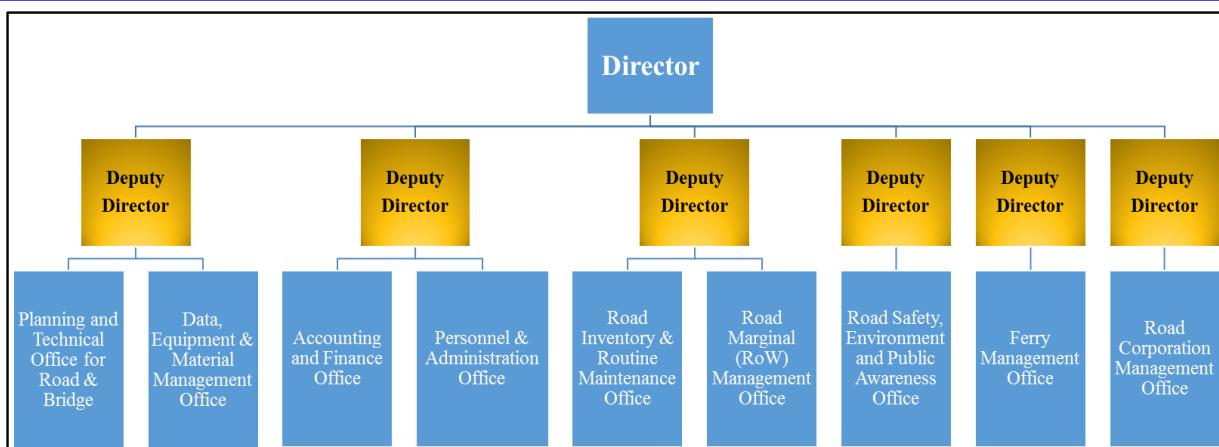 Director
Deputy
Director
Deputy
Director
Deputy
Director
Deputy
Director
Deputy
Director
Deputy
Director
Planning and
Technical
Office for
Road &
Bridge
Data,
Equipment &
Material
Management
Office
Accounting
and Finance
Office
Personnel &
Administration
Office
Road
Inventory &
Routine
Maintenance
Office
Road
Marginal
(RoW)
Management
Office
Road Safety,
Environment
and Public
Awareness
Office
Ferry
Management
Office
Road
Corporation
Management
Office